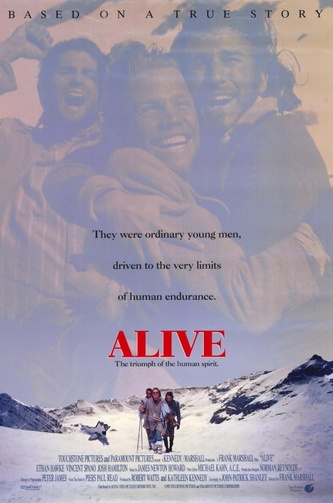 BASED ON A TRUE STORY
They were ordinary young men,
driven to the very limits
of human endurance.
ALIVE
The triumph of the human spirit.
TOUCHSTONE PICTURES AND PARAMOUNT PICTURES
KENNEDY/MARSHALL
FRANK MARSHALL
"ALIVE"
ETHAN HAWKE VINCENT SPANO JOSH HAMILTON
JAMES NEWTON HOWARD
MICHAEL KAHN, A.C.E.
NORMAN REYNOLDS
PETER JAMES
PIERS PAUL READ
ROBERT WATTS AND KATHLEEN KENNEDY
JOHN PATRICK SHANLEY
FRANK MARSHALL